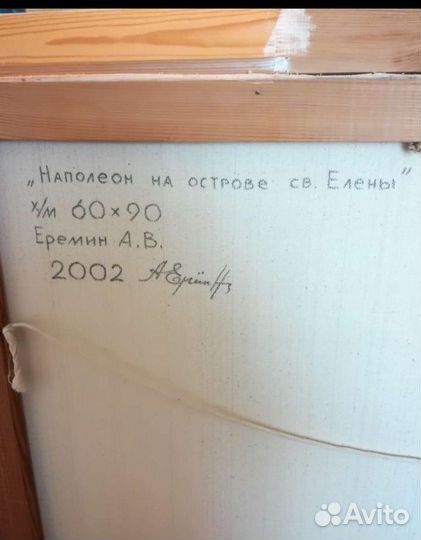 „Наполеон на острове св. Елены"
х/м 60×90
Еремин А.В.
2002
Avito